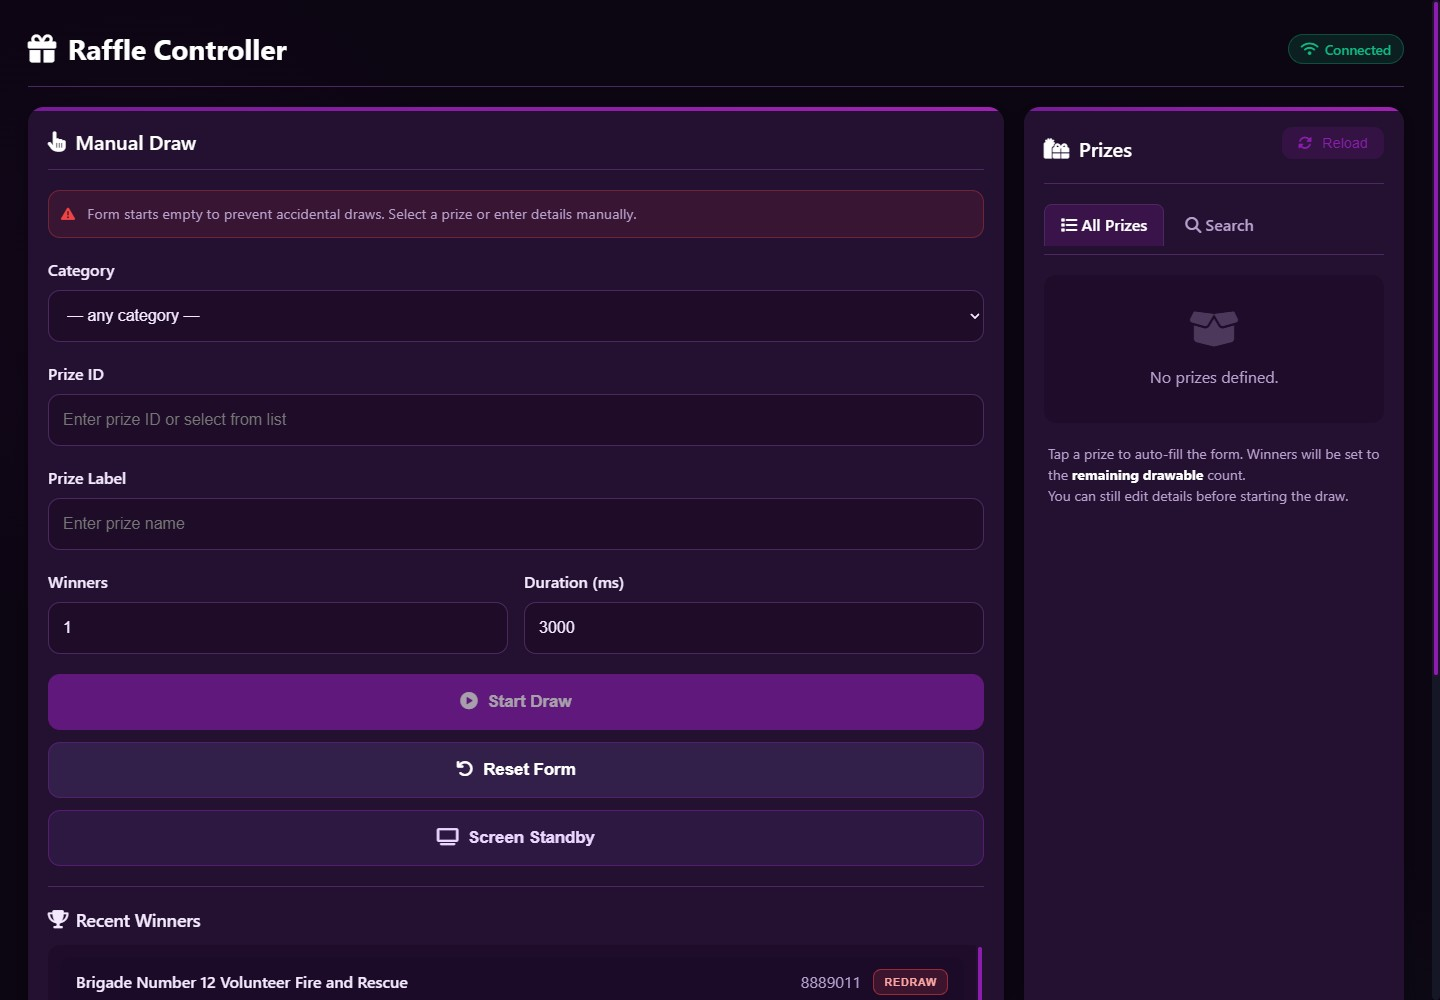 Raffle Controller
Connected
Manual Draw
Form starts empty to prevent accidental draws. Select a prize or enter details manually.
Category
— any category —
Prize ID
Enter prize ID or select from list
Prize Label
Enter prize name
Winners
Duration (ms)
1
3000
Start Draw
Reset Form
Screen Standby
Recent Winners
Brigade Number 12 Volunteer Fire and Rescue
8889011
REDRAW
Prizes
Reload
All Prizes
Search
No prizes defined.
Tap a prize to auto-fill the form. Winners will be set to
the remaining drawable count.
You can still edit details before starting the draw.